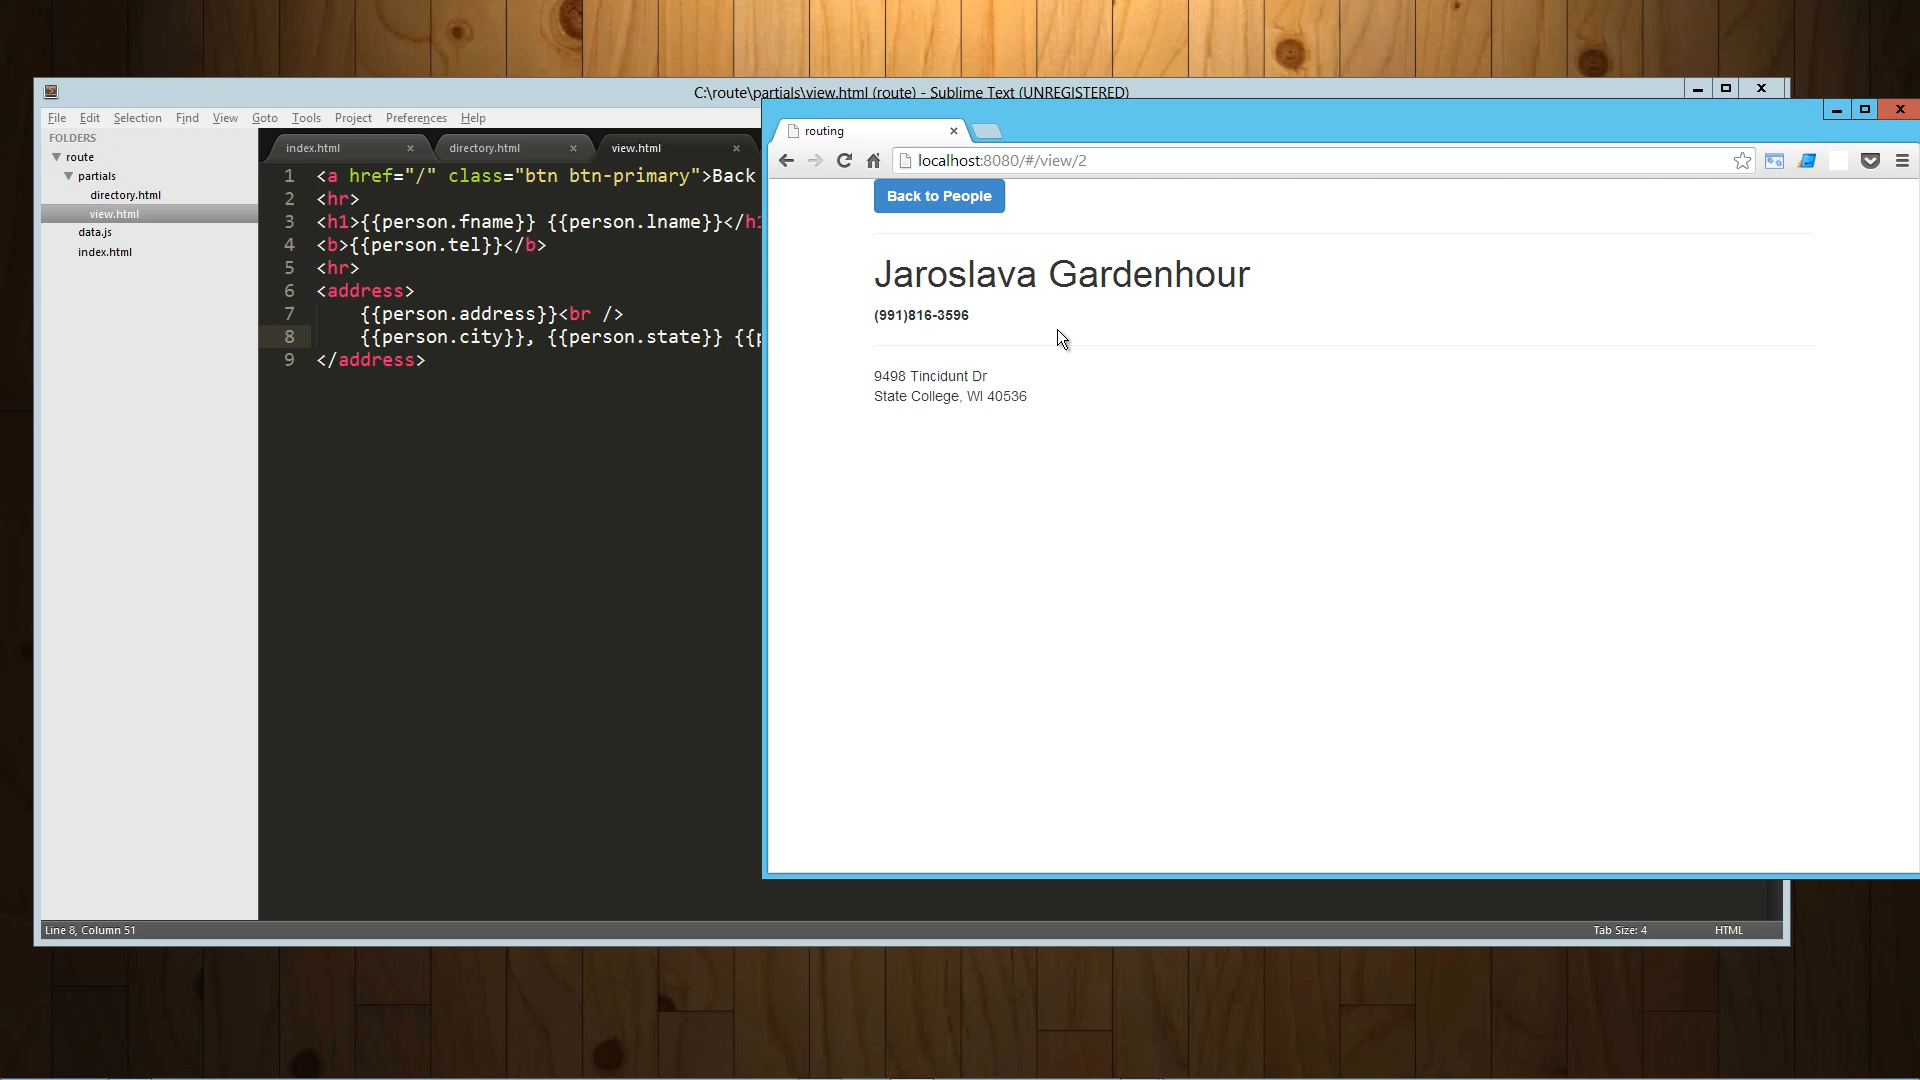 C:\route\partials\view.html (route) - Sublime Text (UNREGISTERED)
File Edit Selection Find View Goto Tools Project Preferences Help
FOLDERS
route
partials
directory.html
view.html
data.js
index.html
index.html × directory.html × view.html ×
1 <a href="/" class="btn btn-primary">Back
2 <hr>
3 <h1>{{person.fname}} {{person.lname}}</h1
4 <b>{{person.tel}}</b>
5 <hr>
6 <address>
7 {{person.address}}<br />
8 {{person.city}}, {{person.state}} {{p
9 </address>
Line 8, Column 51
Tab Size: 4
HTML
routing
localhost:8080/#/view/2
Back to People
Jaroslava Gardenhour
(991)816-3596
9498 Tincidunt Dr
State College, WI 40536